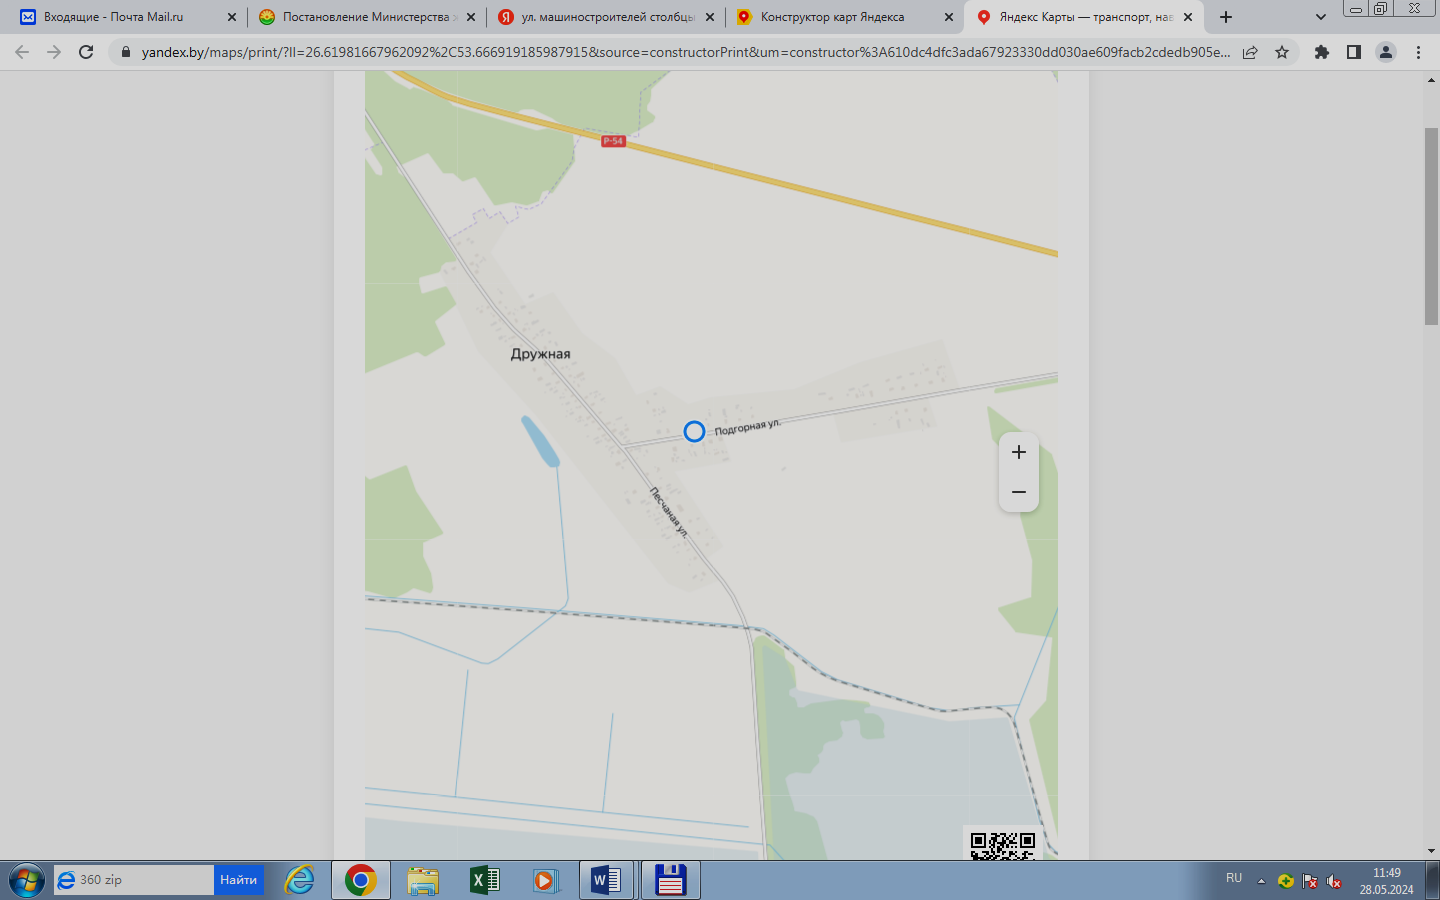 Входящие - Почта Mail.ru
Постановление Министерства
ул. машиностроителей столбцы
Конструктор карт Яндекса
Яндекс Карты — транспорт, нав
yandex.by/maps/print/?ll=26.61981667962092%2C53.666919185987915&source=constructorPrint&um=constructor%3A610dc4dfc3ada67923330dd030ae609facb2cdedb905e...
P-54
Дружная
Подгорная ул.
Песчаная ул.
+
−
360 zip
Найти
RU
11:49
28.05.2024